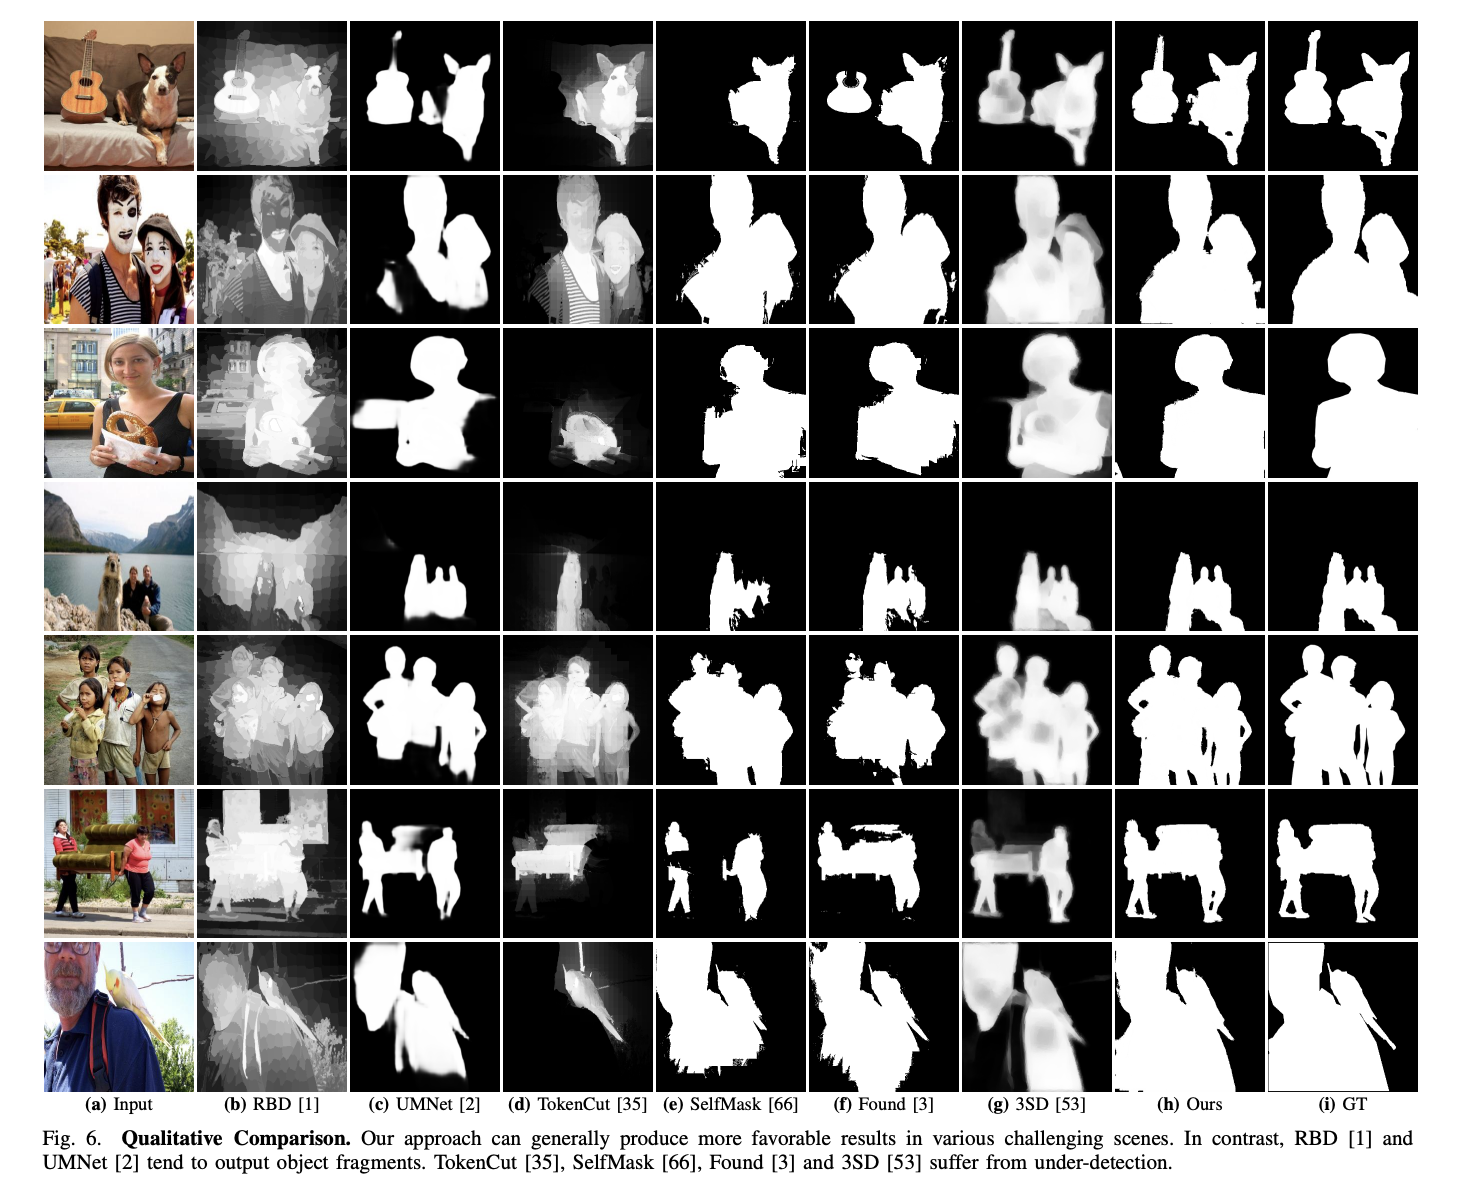 (a) Input
(b) RBD [1]
(c) UMNet [2]
(d) TokenCut [35]
(e) SelfMask [66]
(f) Found [3]
(g) 3SD [53]
(h) Ours
(i) GT
Fig. 6. Qualitative Comparison. Our approach can generally produce more favorable results in various challenging scenes. In contrast, RBD [1] and
UMNet [2] tend to output object fragments. TokenCut [35], SelfMask [66], Found [3] and 3SD [53] suffer from under-detection.